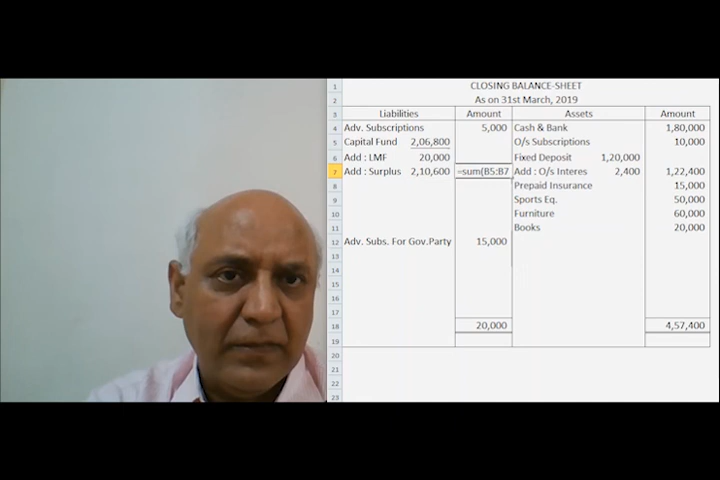 1 CLOSING BALANCE-SHEET
2 As on 31st March, 2019
3 Liabilities Amount Assets Amount
4 Adv. Subscriptions 5,000 Cash & Bank 1,80,000
5 Capital Fund 2,06,800 O/s Subscriptions 10,000
6 Add : LMF 20,000 Fixed Deposit 1,20,000
7 Add : Surplus 2,10,600 =sum(B5:B7 Add : O/s Interes 2,400 1,22,400
8 Prepaid Insurance 15,000
9 Sports Eq. 50,000
10 Furniture 60,000
11 Books 20,000
12 Adv. Subs. For Gov.Party 15,000
13
14
15
16
17
18 20,000 4,57,400
19
20
21
22
23